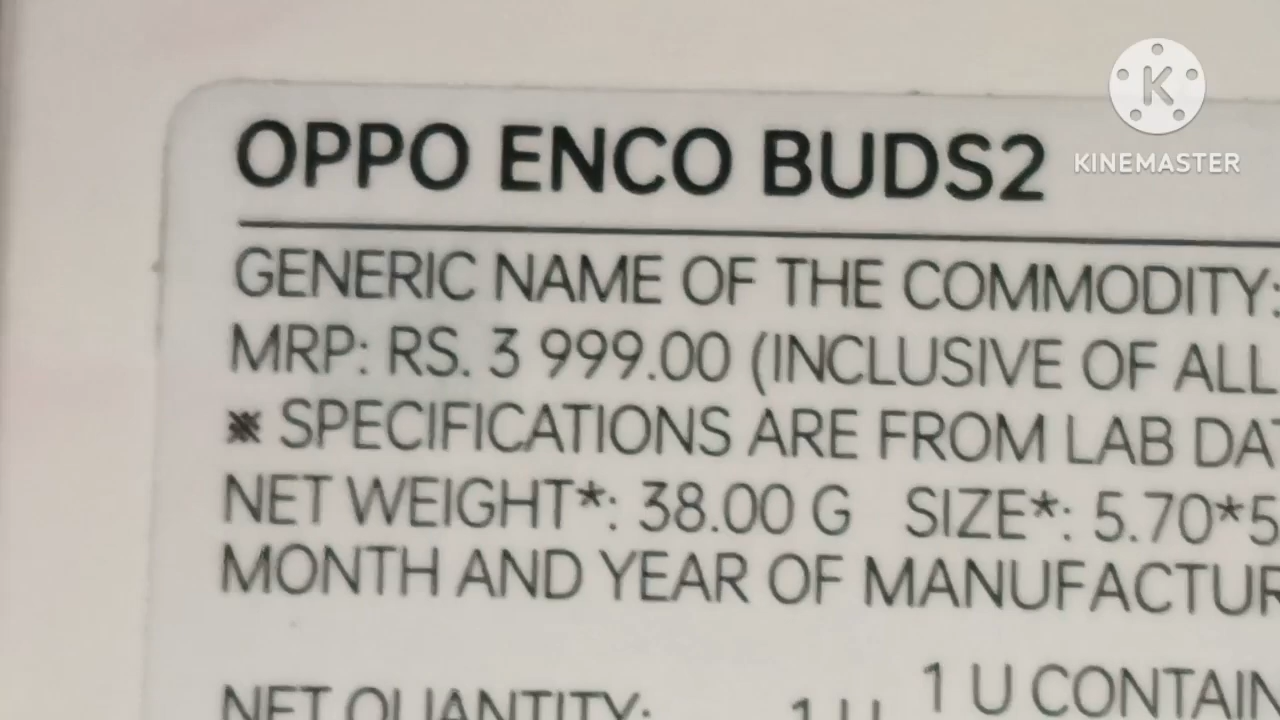 OPPO ENCO BUDS2
K
KINEMASTER
GENERIC NAME OF THE COMMODITY:
MRP: RS. 3 999.00 (INCLUSIVE OF ALL
※ SPECIFICATIONS ARE FROM LAB DA
NET WEIGHT*: 38.00 G SIZE*: 5.70*5
MONTH AND YEAR OF MANUFACTUR
1 U CONTAIN
NET QUANTITY: 1 U